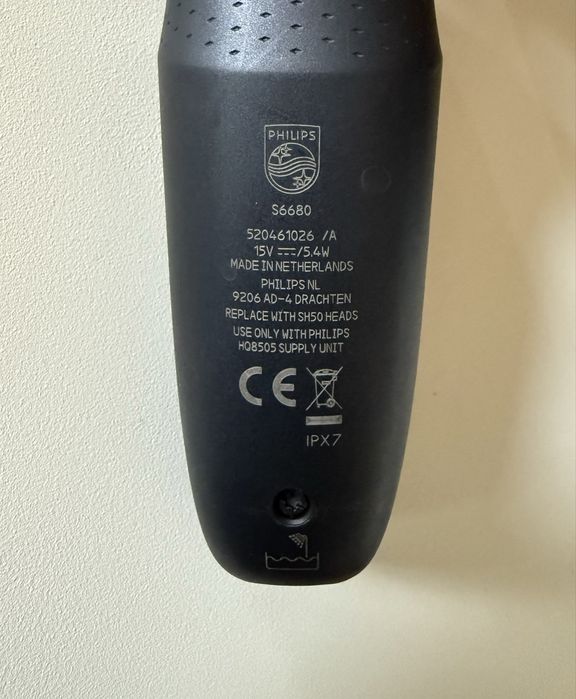 PHILIPS
S6680
520461026 /A
15V ⎓/5.4W
MADE IN NETHERLANDS
PHILIPS NL
9206 AD-4 DRACHTEN
REPLACE WITH SH50 HEADS
USE ONLY WITH PHILIPS
HQ8505 SUPPLY UNIT
CE
IPX7